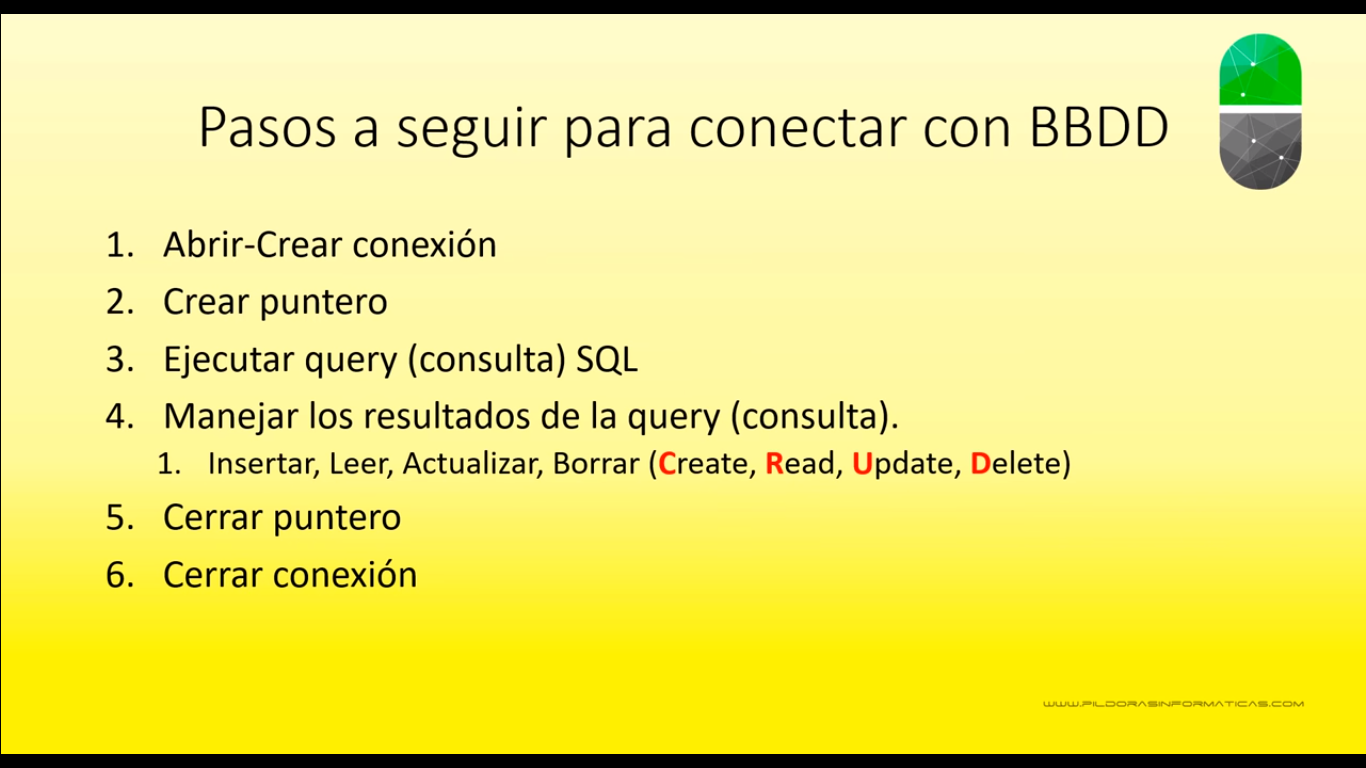 Pasos a seguir para conectar con BBDD
1. Abrir-Crear conexión
2. Crear puntero
3. Ejecutar query (consulta) SQL
4. Manejar los resultados de la query (consulta).
1. Insertar, Leer, Actualizar, Borrar (Create, Read, Update, Delete)
5. Cerrar puntero
6. Cerrar conexión
WWW.PILDORASINFORMATICAS.COM